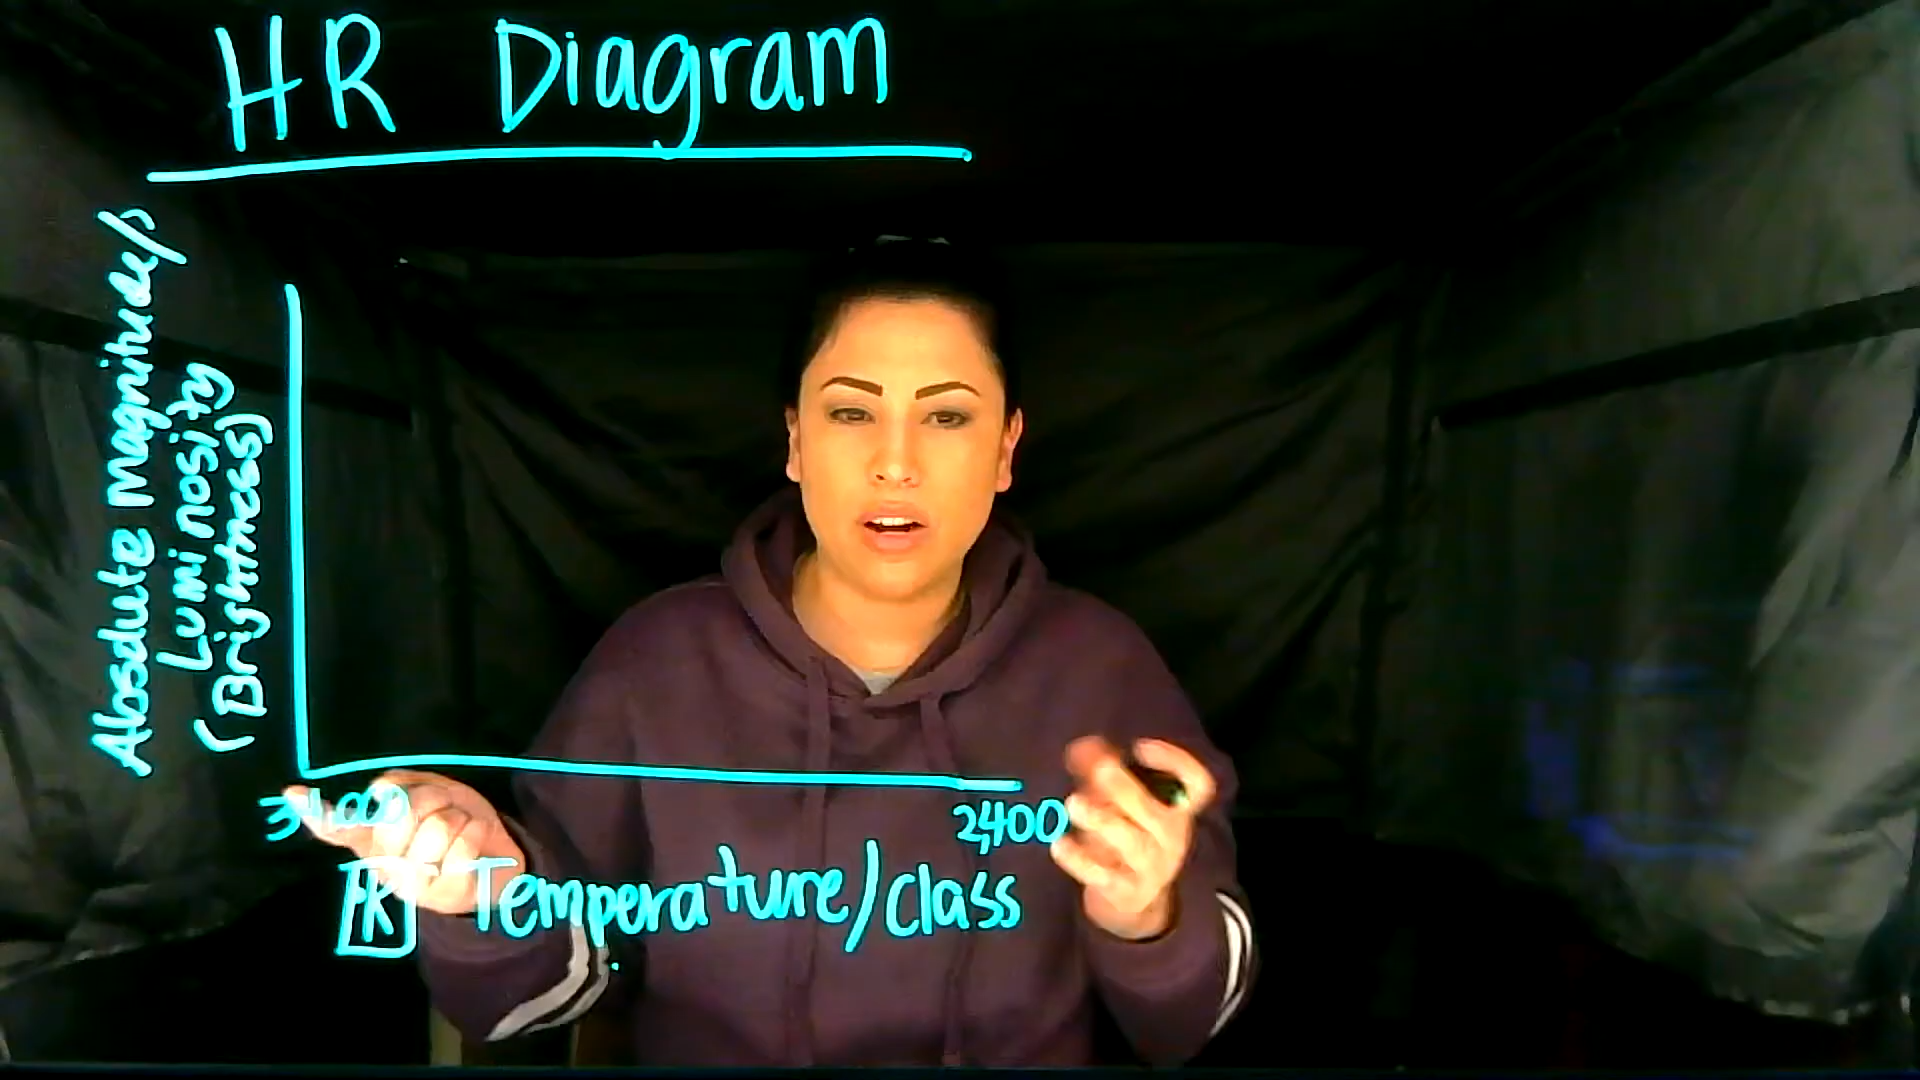 HR Diagram
Absolute Magnitude/
Luminosity
(Brightness)
34,000
2,400
K Temperature/class